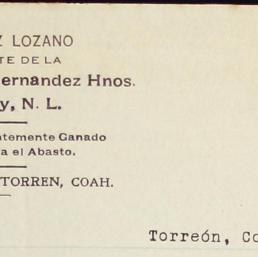 Z LOZANO
TE DE LA
ernandez Hnos.
y, N. L.
ntemente Ganado
a el Abasto.
TORREN, COAH.
Torreón, Co